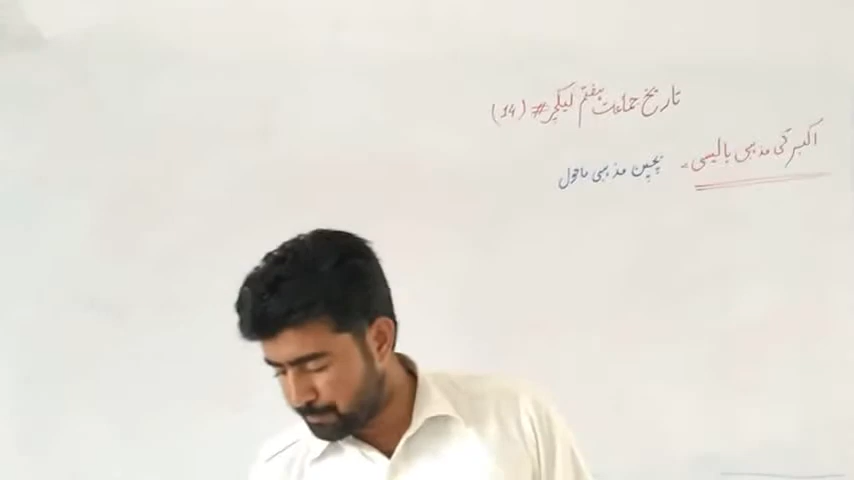 تاریخ جماعت ہفتم لیکچر # (14)
اکبر کی مذہبی پالیسی :۔ بچپن مذہبی ماحول